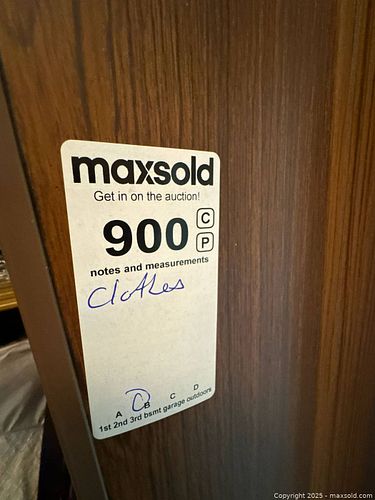 maxsold
Get in on the auction!
900 C
P
notes and measurements
clothes
A B C D
1st 2nd 3rd bsmt garage outdoors
Copyright 2025 - maxsold.com